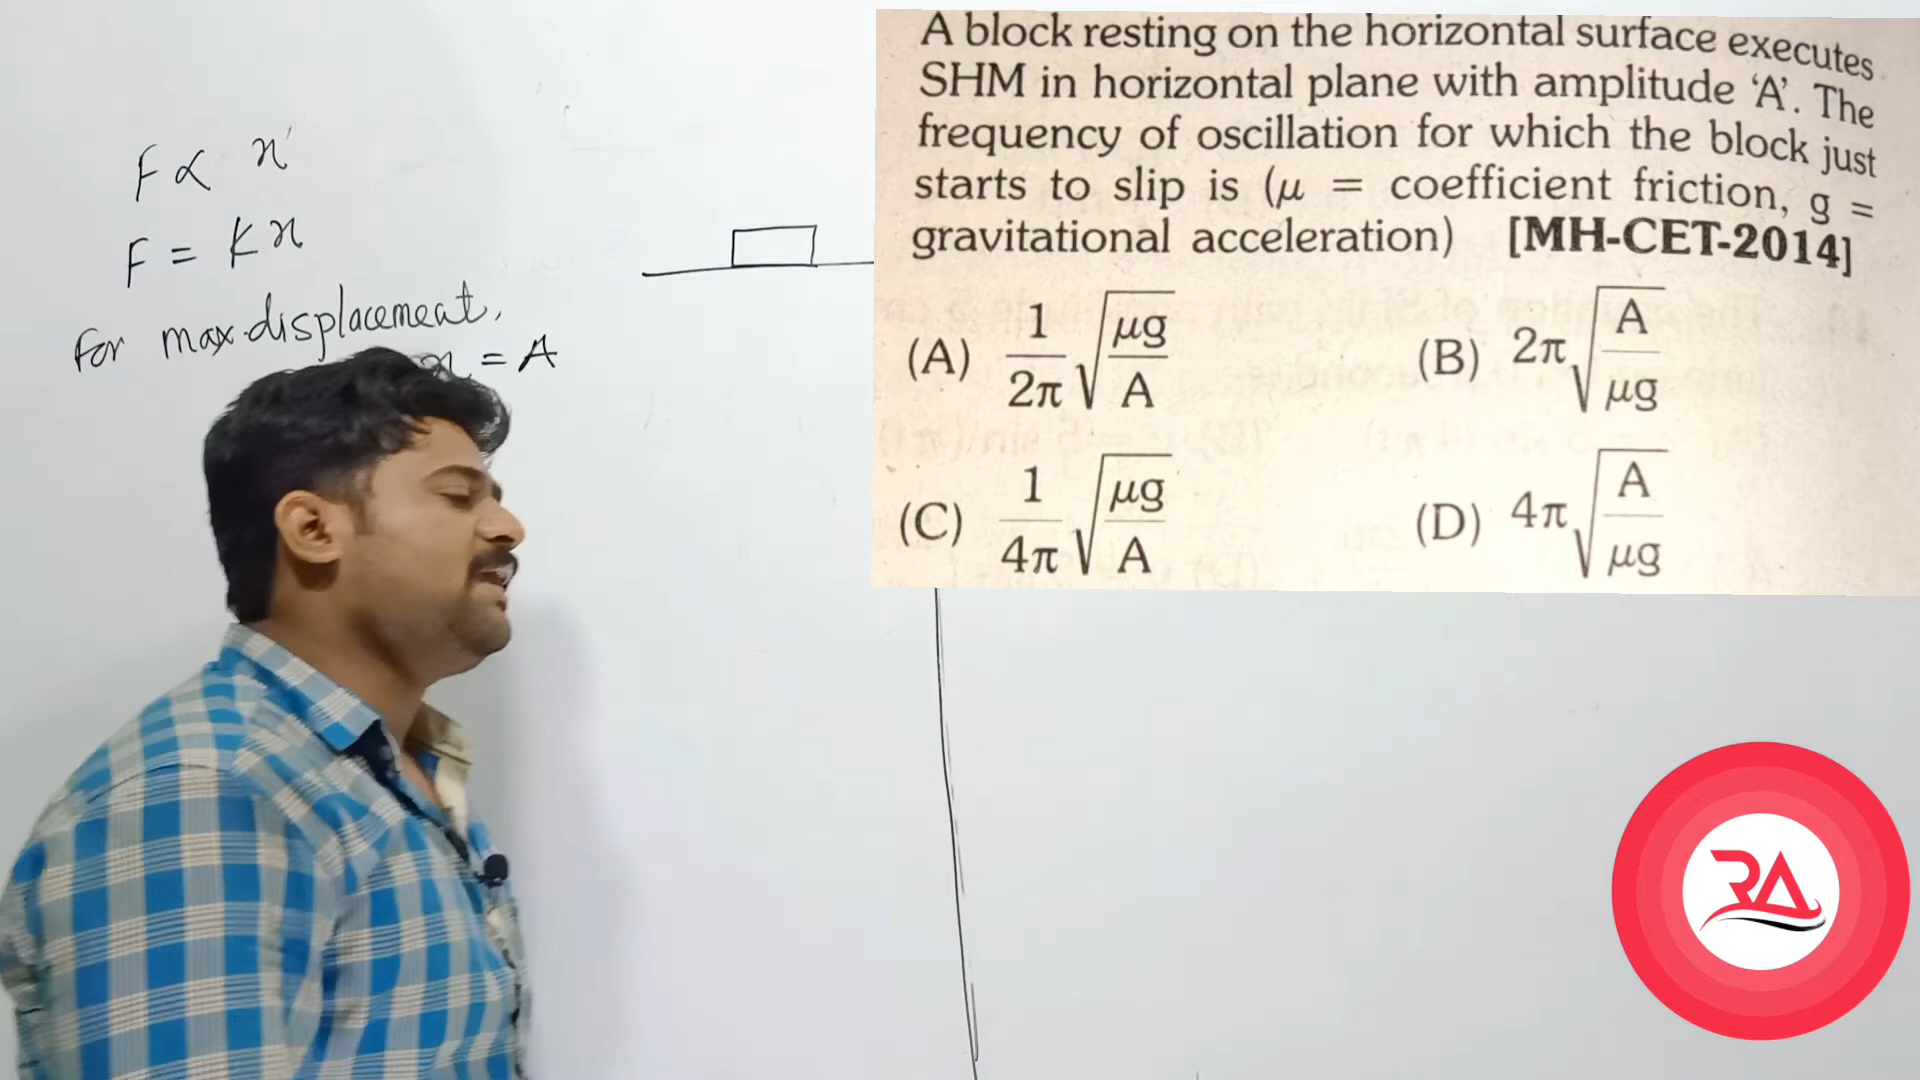 F ∝ x
F = Kx
for max. displacement,
x = A
A block resting on the horizontal surface executes
SHM in horizontal plane with amplitude ‘A’. The
frequency of oscillation for which the block just
starts to slip is (μ = coefficient friction, g =
gravitational acceleration) [MH-CET-2014]
(A) 1/2π √(μg/A) (B) 2π √(A/μg)
(C) 1/4π √(μg/A) (D) 4π √(A/μg)
RA